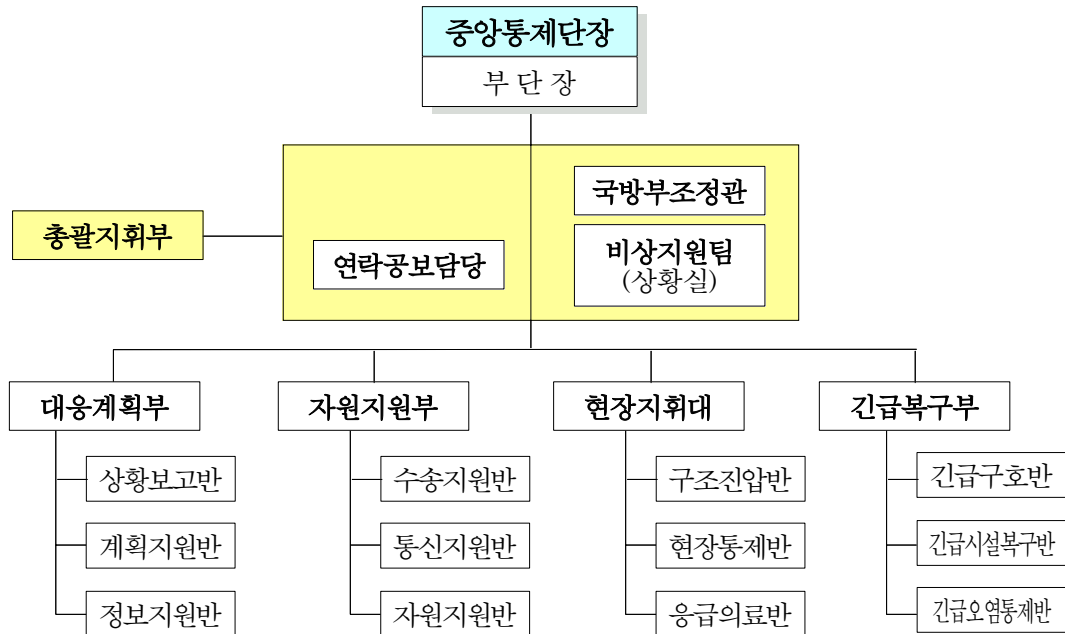 중앙통제단장
부 단 장
국방부조정관
총괄지휘부
연락공보담당
비상지원팀
(상황실)
대응계획부
자원지원부
현장지휘대
긴급복구부
상황보고반
수송지원반
구조진압반
긴급구호반
계획지원반
통신지원반
현장통제반
긴급시설복구반
정보지원반
자원지원반
응급의료반
긴급오염통제반